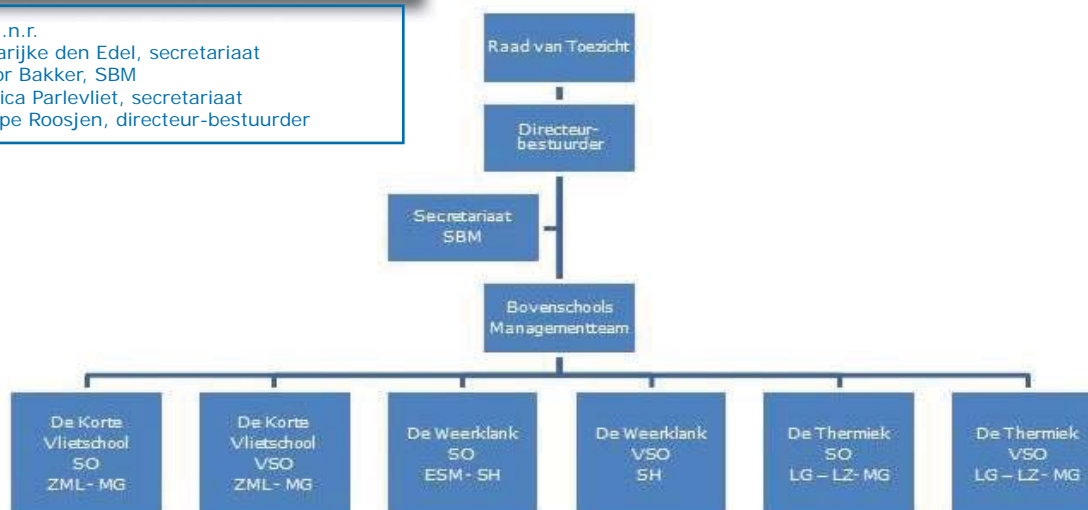 .n.r.
arijke den Edel, secretariaat
or Bakker, SBM
ica Parlevliet, secretariaat
pe Roosjen, directeur-bestuurder
Raad van Toezicht
Directeur-
bestuurder
Secretariaat
SBM
Bovenschools
Managementteam
De Korte
Vlietschool
SO
ZML- MG
De Korte
Vlietschool
VSO
ZML- MG
De Weerklank
SO
ESM- SH
De Weerklank
VSO
SH
De Thermiek
SO
LG – LZ- MG
De Thermiek
VSO
LG – LZ- MG